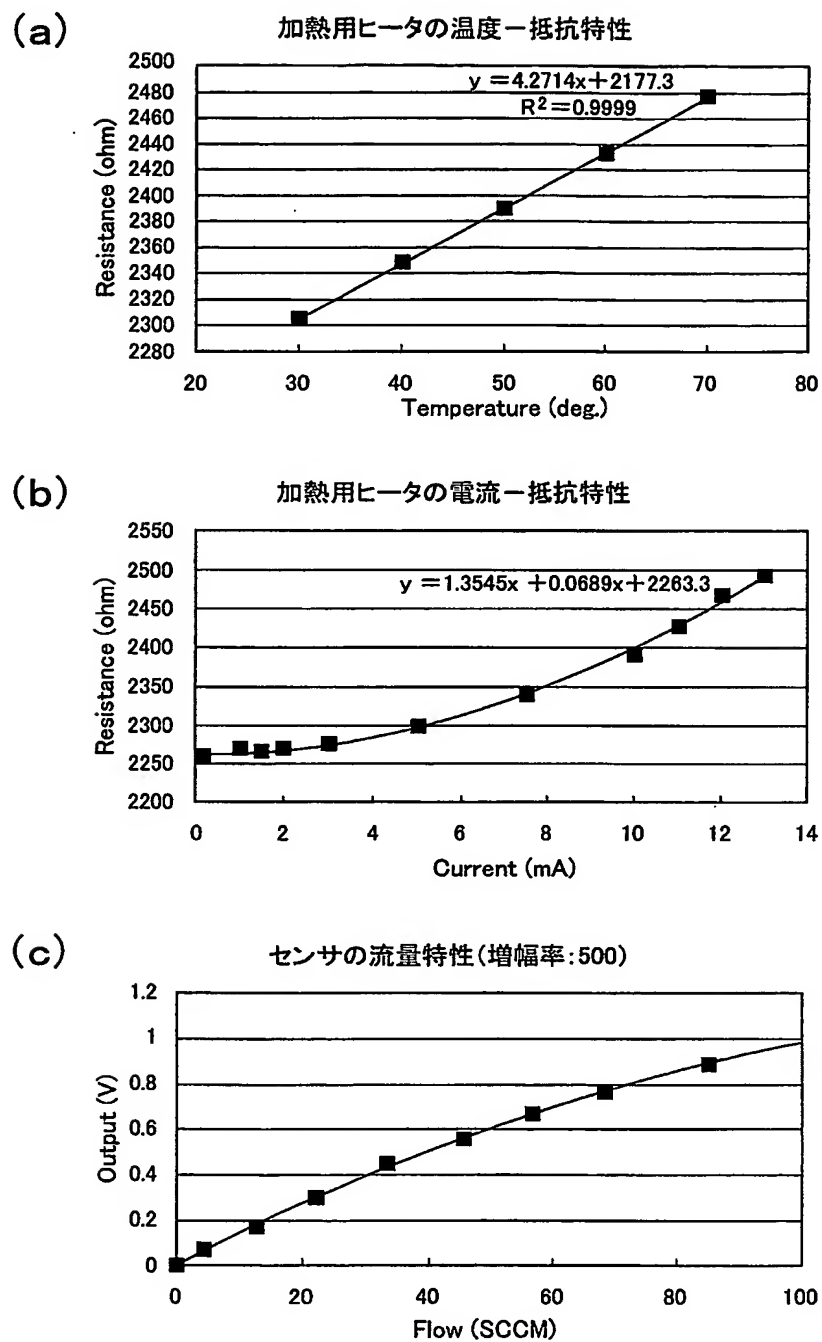 (a)
加熱用ヒータの温度－抵抗特性
2500
2480
2460
2440
2420
2400
2380
2360
2340
2320
2300
2280
Resistance (ohm)
y = 4.2714x + 2177.3
R² = 0.9999
20 30 40 50 60 70 80
Temperature (deg.)
(b)
加熱用ヒータの電流－抵抗特性
2550
2500
2450
2400
2350
2300
2250
2200
Resistance (ohm)
y = 1.3545x + 0.0689x + 2263.3
0 2 4 6 8 10 12 14
Current (mA)
(c)
センサの流量特性(増幅率:500)
1.2
1
0.8
0.6
0.4
0.2
0
Output (V)
0 20 40 60 80 100
Flow (SCCM)